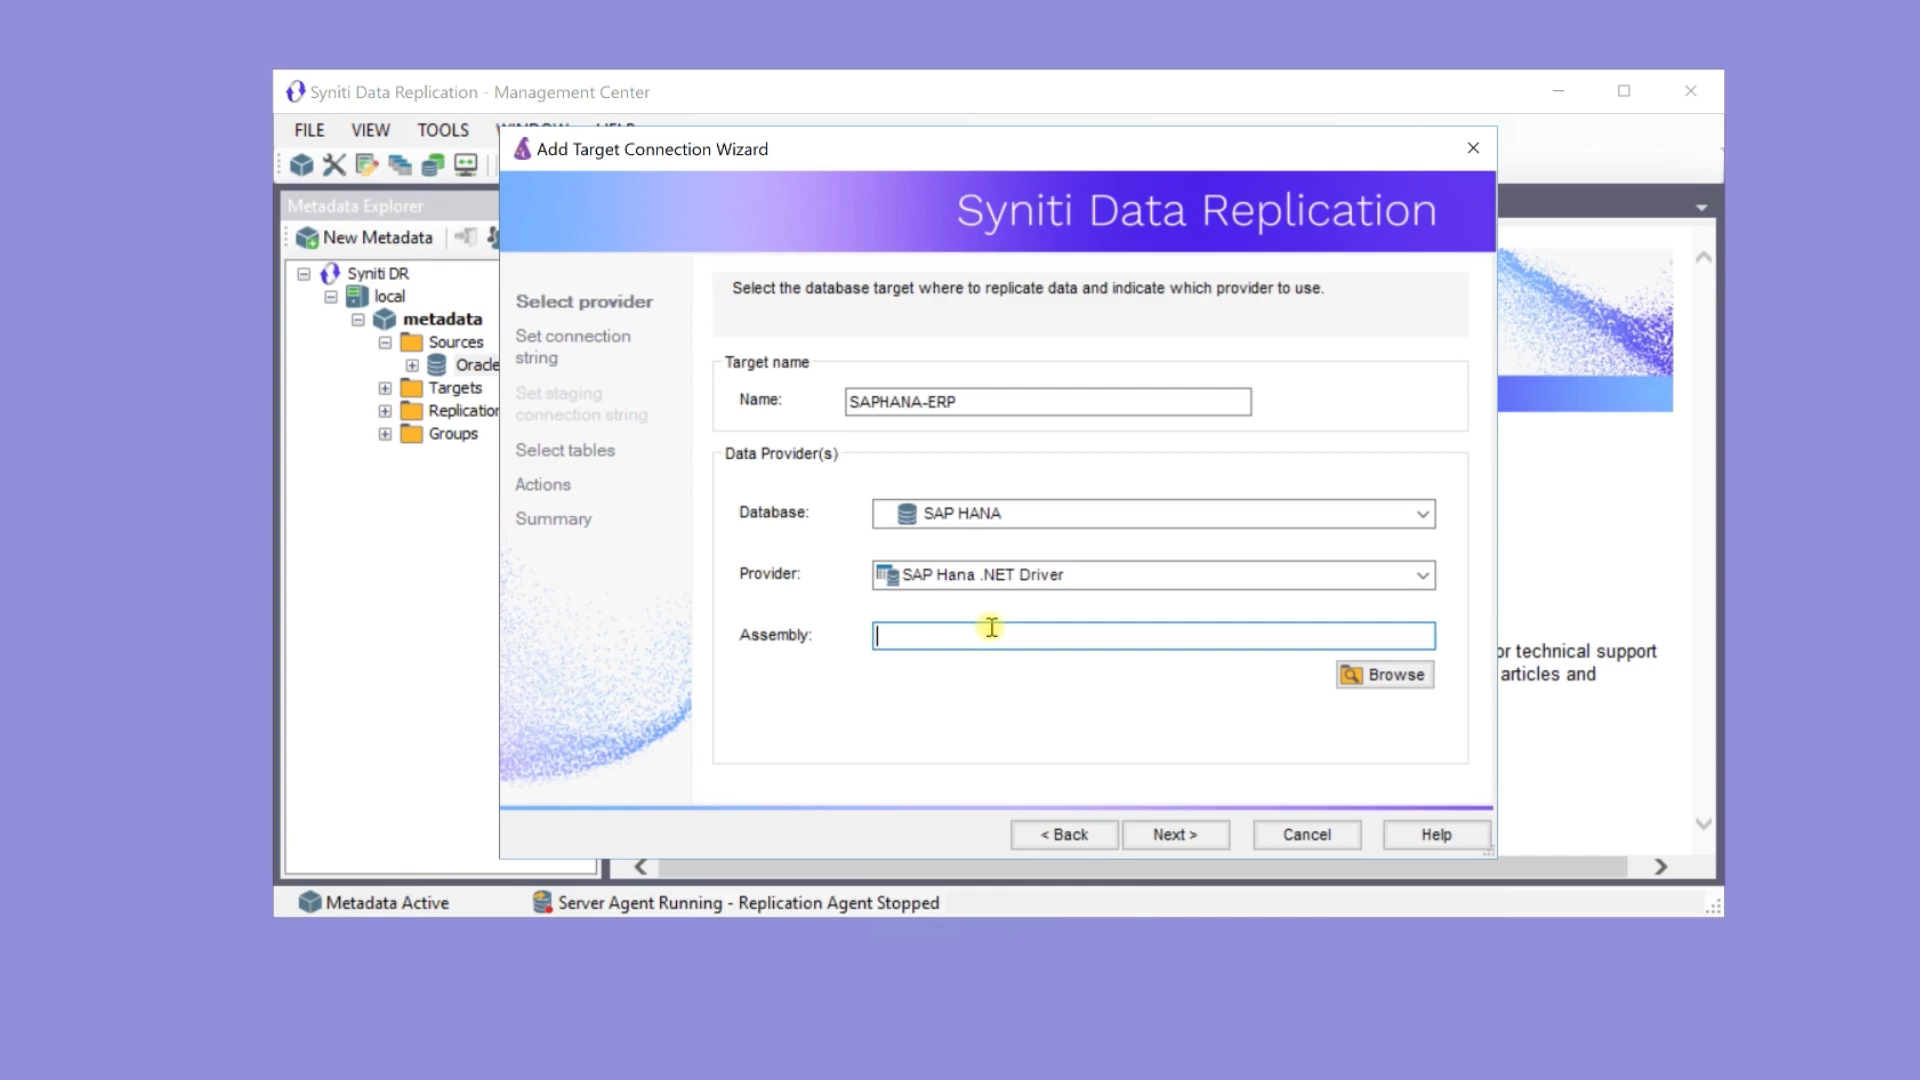 Syniti Data Replication - Management Center
FILE VIEW TOOLS
Add Target Connection Wizard
Metadata Explorer
New Metadata
Syniti DR
local
metadata
Sources
Oracle
Targets
Replication
Groups
Syniti Data Replication
Select provider
Set connection
string
Set staging
connection string
Select tables
Actions
Summary
Select the database target where to replicate data and indicate which provider to use.
Target name
Name: SAPHANA-ERP
Data Provider(s)
Database: SAP HANA
Provider: SAP Hana .NET Driver
Assembly:
Browse
< Back Next > Cancel Help
or technical support
articles and
Metadata Active Server Agent Running - Replication Agent Stopped